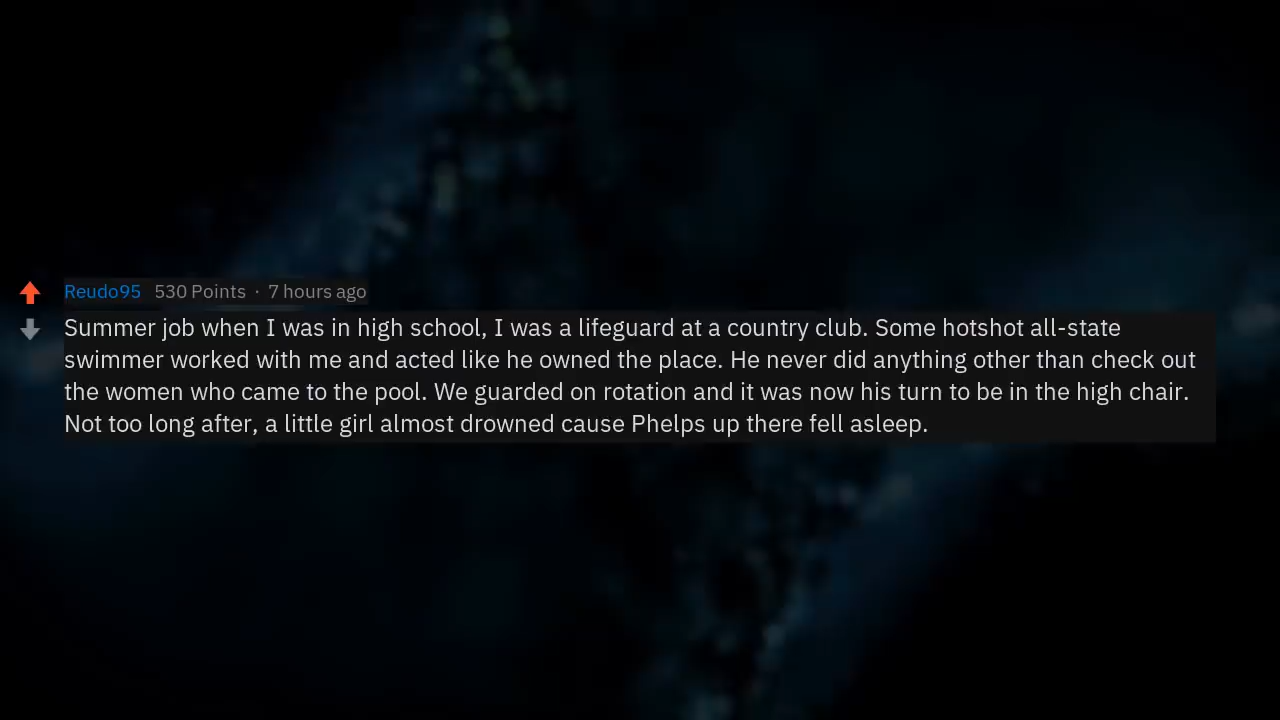 Reudo95 530 Points · 7 hours ago
Summer job when I was in high school, I was a lifeguard at a country club. Some hotshot all-state
swimmer worked with me and acted like he owned the place. He never did anything other than check out
the women who came to the pool. We guarded on rotation and it was now his turn to be in the high chair.
Not too long after, a little girl almost drowned cause Phelps up there fell asleep.